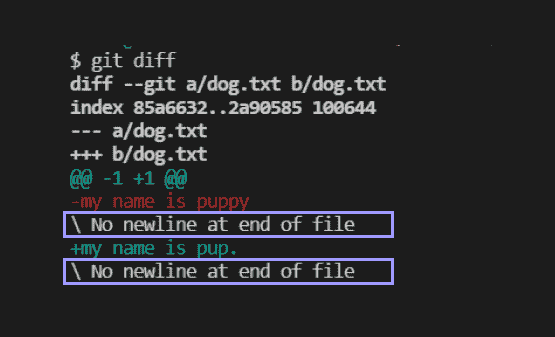 $ git diff
diff --git a/dog.txt b/dog.txt
index 85a6632..2a90585 100644
--- a/dog.txt
+++ b/dog.txt
@@ -1 +1 @@
-my name is puppy
\ No newline at end of file
+my name is pup.
\ No newline at end of file